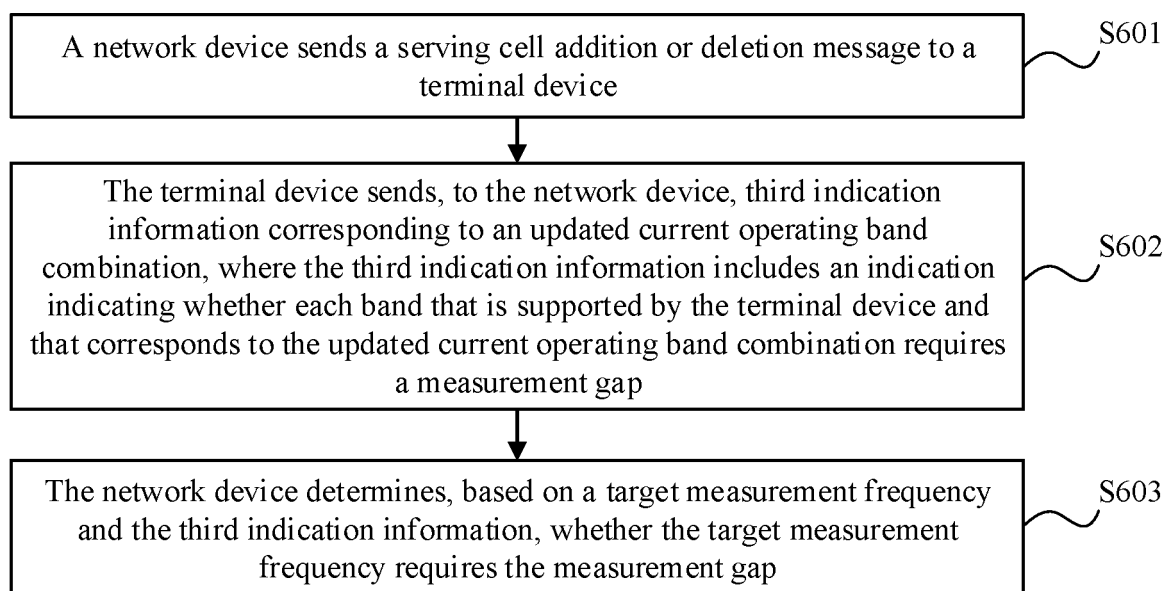 A network device sends a serving cell addition or deletion message to a
terminal device
S601
The terminal device sends, to the network device, third indication
information corresponding to an updated current operating band
combination, where the third indication information includes an indication
indicating whether each band that is supported by the terminal device and
that corresponds to the updated current operating band combination requires
a measurement gap
S602
The network device determines, based on a target measurement frequency
and the third indication information, whether the target measurement
frequency requires the measurement gap
S603